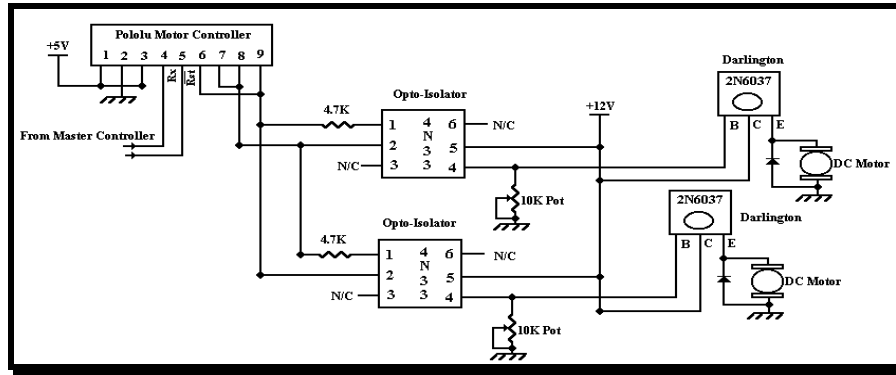 Pololu Motor Controller
+5V
1 2 3 4 5 6 7 8 9
Rx
Rst
From Master Controller
Opto-Isolator
4.7K
1 4 6 N/C
2 N 5
N/C 3 3 4
3
+12V
Darlington
2N6037
B C E
DC Motor
10K Pot
Opto-Isolator
4.7K
1 4 6 N/C
2 N 5
N/C 3 3 4
3
2N6037
Darlington
B C E
DC Motor
10K Pot